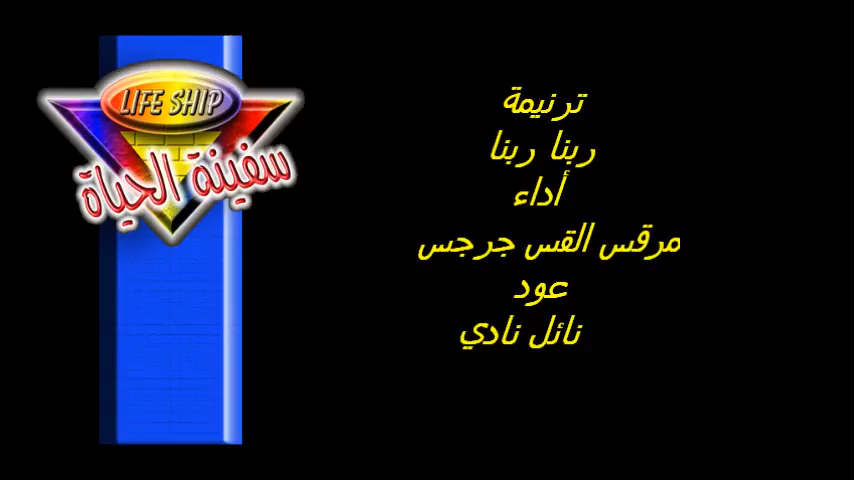 LIFE SHIP
سفينة الحياة
ترنيمة
ربنا ربنا
أداء
مرقس القس جرجس
عود
نائل نادي